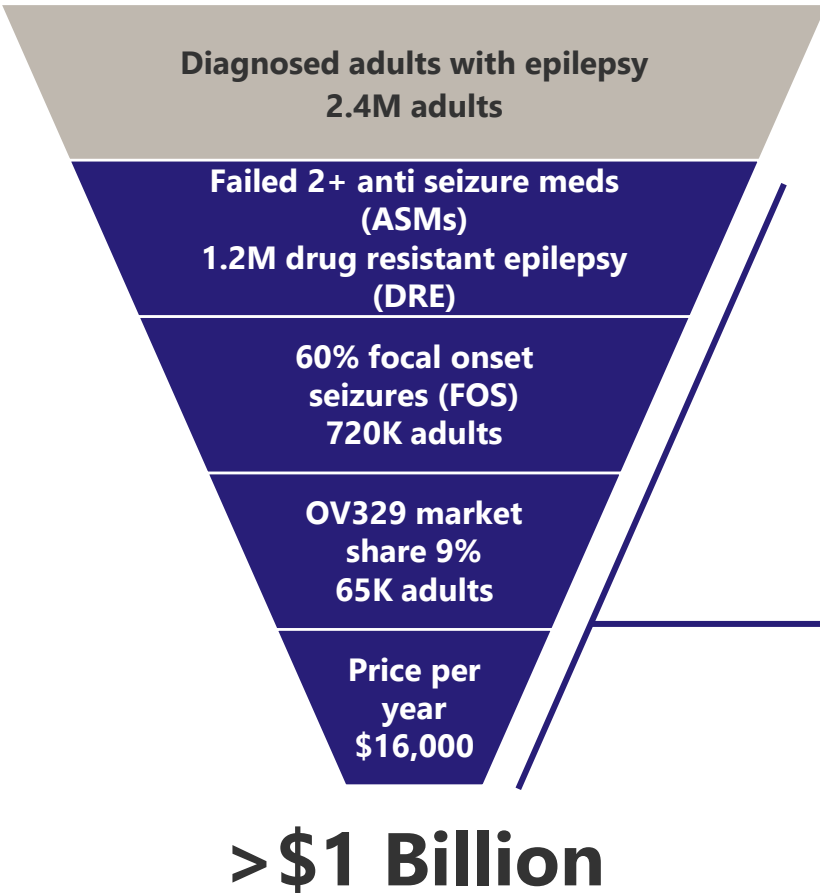 Diagnosed adults with epilepsy
2.4M adults
Failed 2+ anti seizure meds
(ASMs)
1.2M drug resistant epilepsy
(DRE)
60% focal onset
seizures (FOS)
720K adults
OV329 market
share 9%
65K adults
Price per
year
$16,000
>$1 Billion